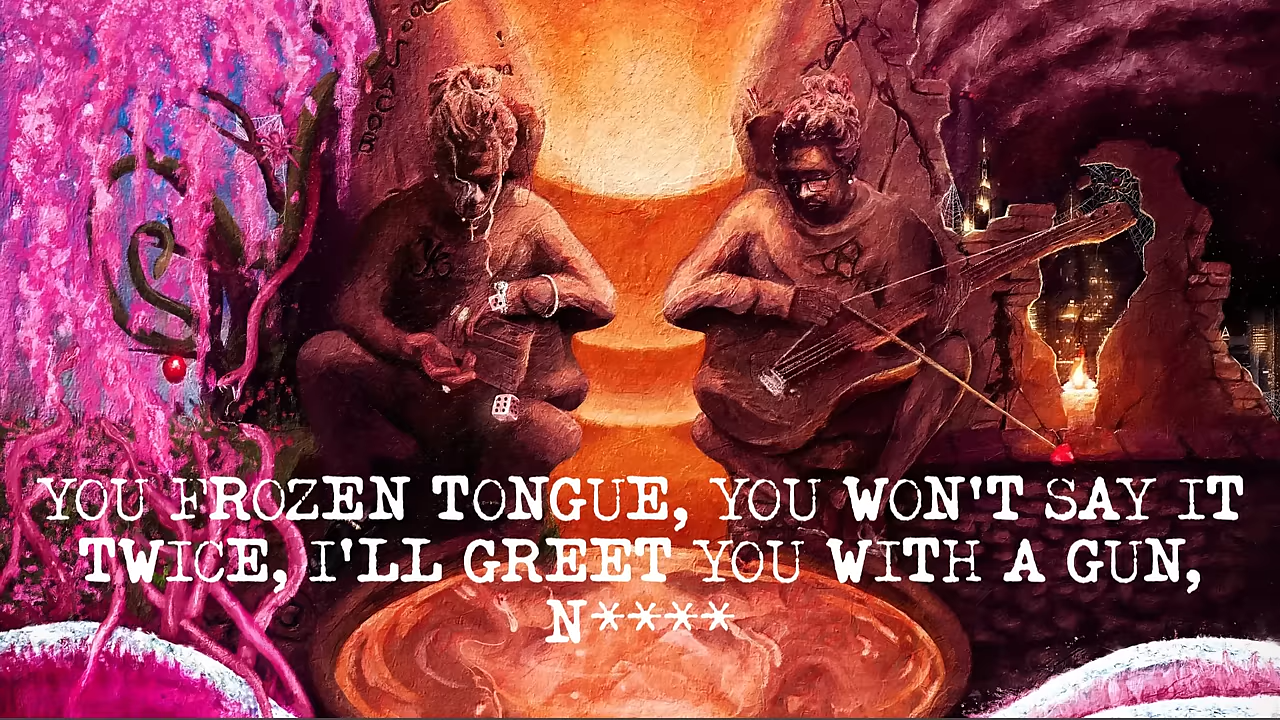 YOU FROZEN TONGUE, YOU WON'T SAY IT
TWICE, I'LL GREET YOU WITH A GUN,
N****